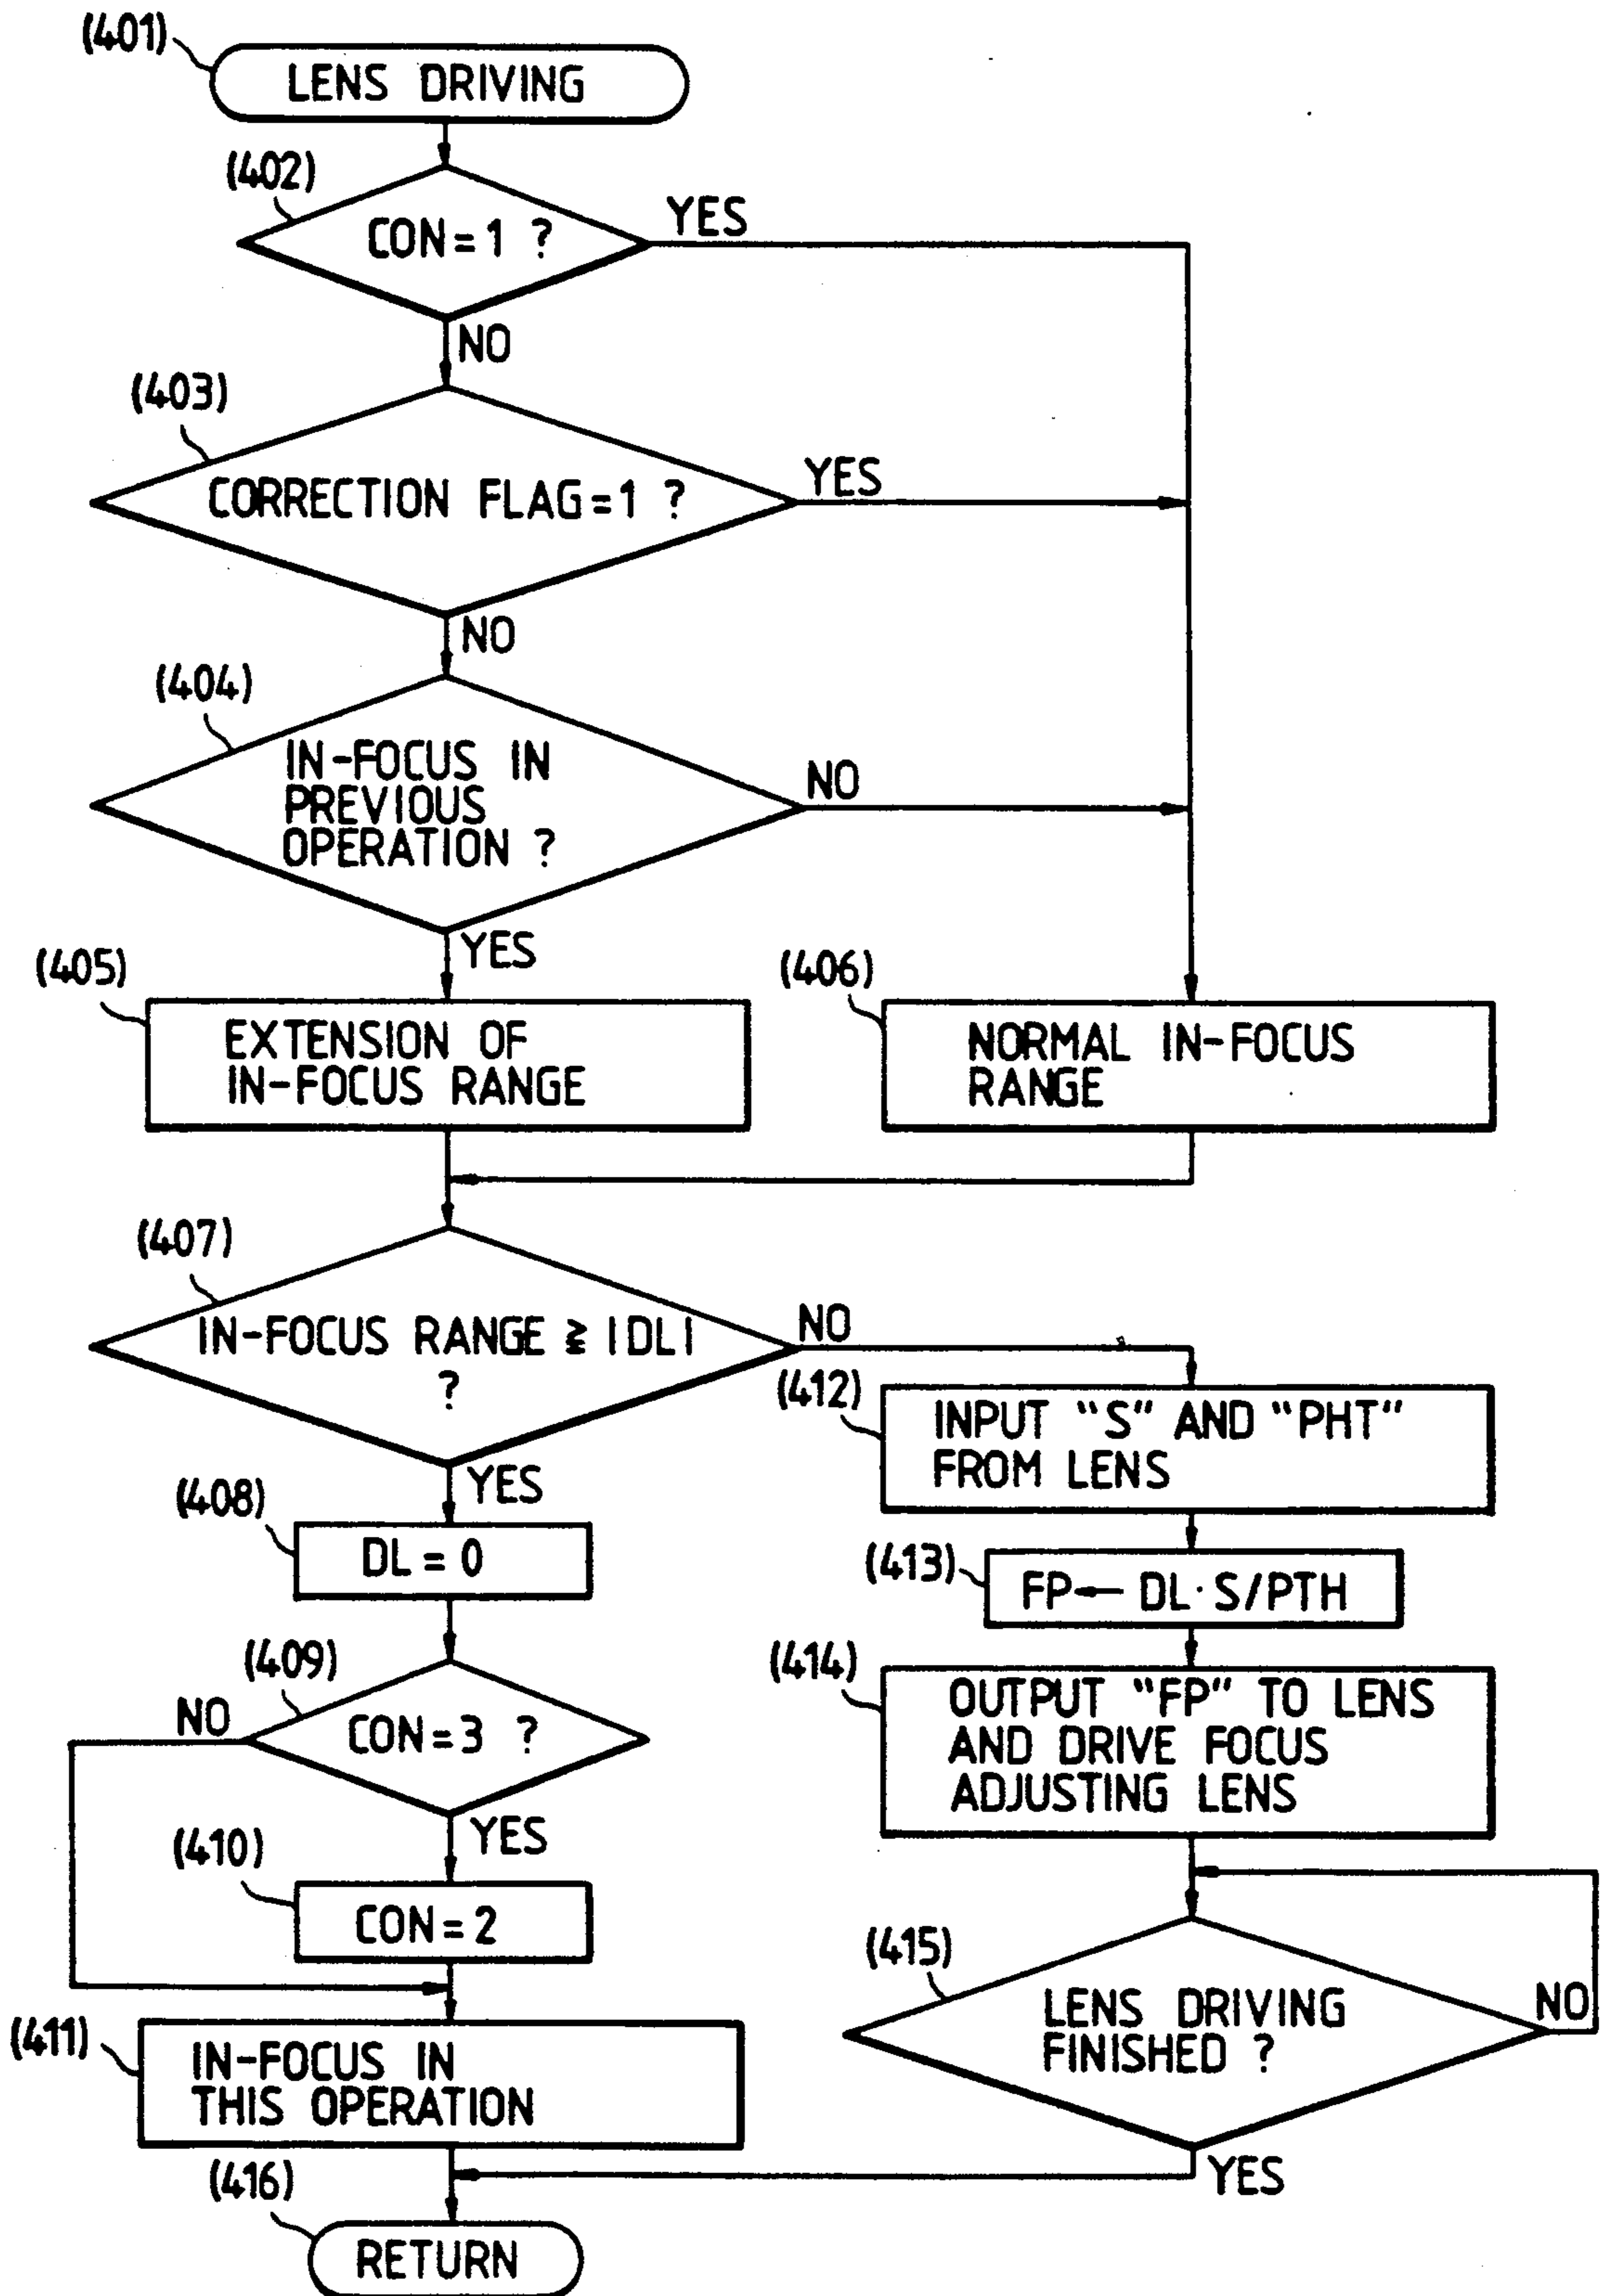 (401)
LENS DRIVING
(402)
CON=1 ?
YES
NO
(403)
CORRECTION FLAG=1 ?
YES
NO
(404)
IN-FOCUS IN
PREVIOUS
OPERATION ?
NO
YES
(405)
EXTENSION OF
IN-FOCUS RANGE
(406)
NORMAL IN-FOCUS
RANGE
(407)
IN-FOCUS RANGE ≧ |DL|
?
NO
YES
(408)
DL = 0
(409)
CON=3 ?
NO
YES
(410)
CON=2
(411)
IN-FOCUS IN
THIS OPERATION
(412)
INPUT "S" AND "PHT"
FROM LENS
(413)
FP← DL·S/PTH
(414)
OUTPUT "FP" TO LENS
AND DRIVE FOCUS
ADJUSTING LENS
(415)
LENS DRIVING
FINISHED ?
NO
YES
(416)
RETURN